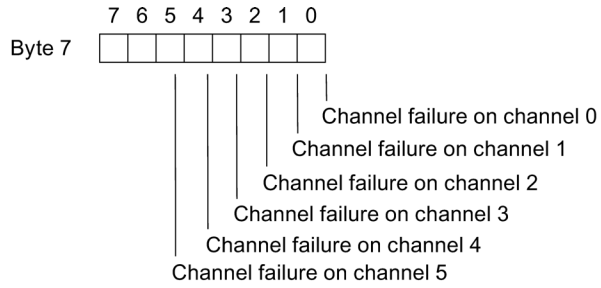 7 6 5 4 3 2 1 0
Byte 7
Channel failure on channel 0
Channel failure on channel 1
Channel failure on channel 2
Channel failure on channel 3
Channel failure on channel 4
Channel failure on channel 5